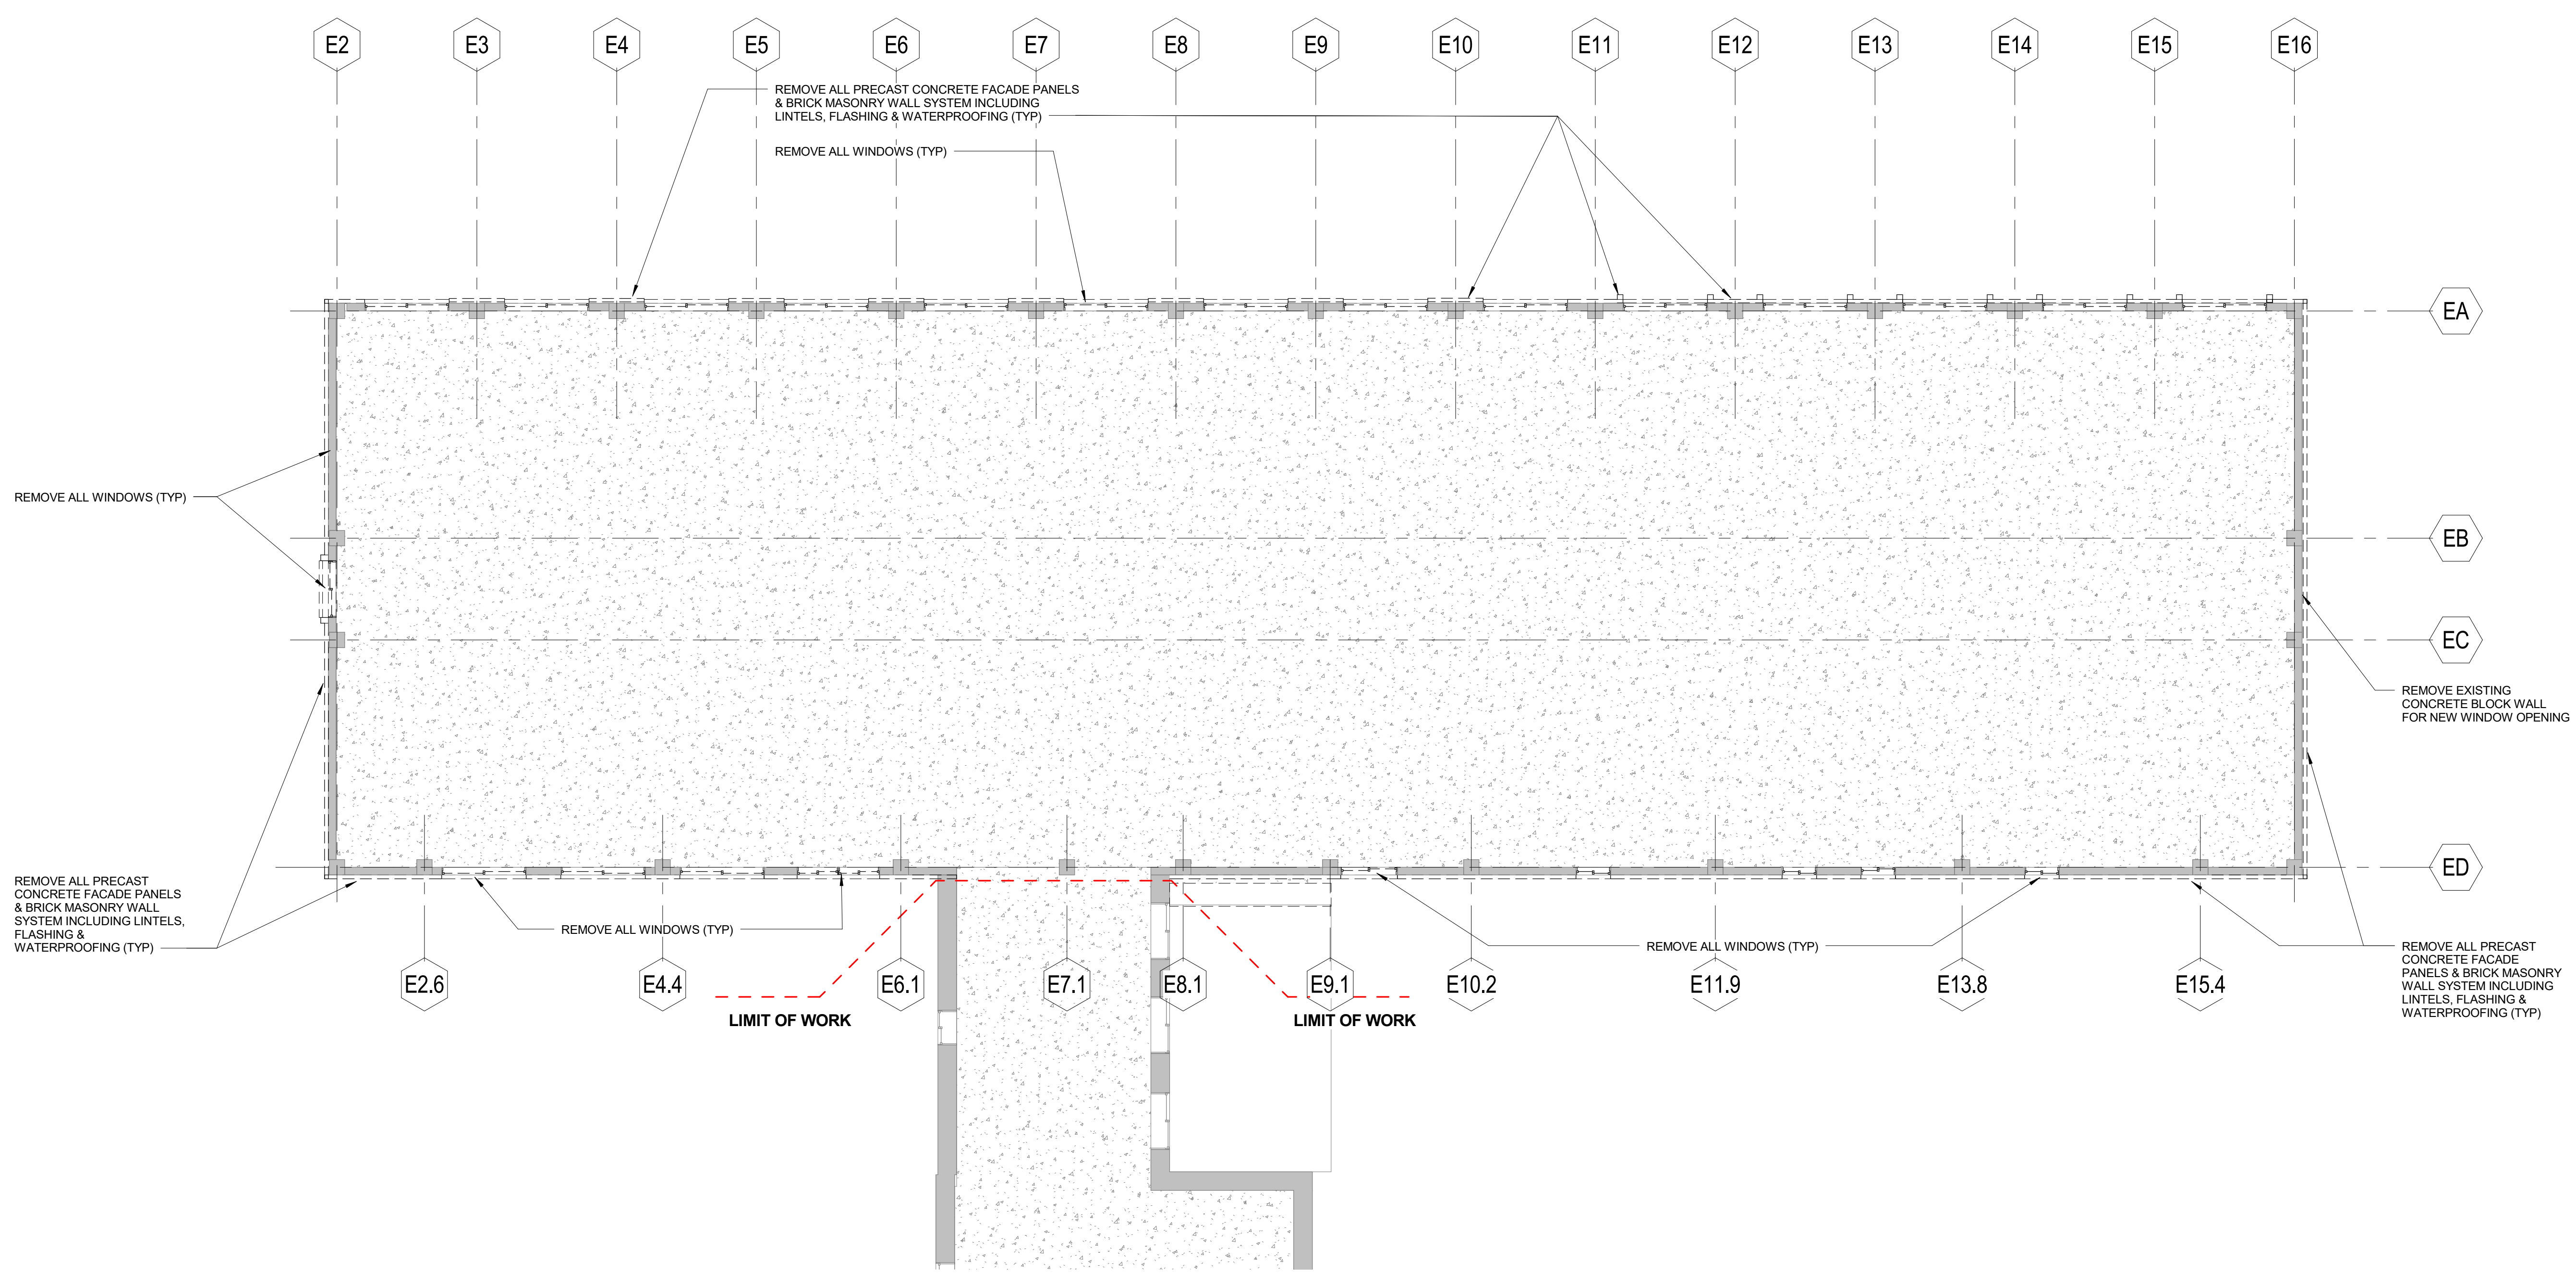 E2
E3
E4
E5
E6
E7
E8
E9
E10
E11
E12
E13
E14
E15
E16
REMOVE ALL PRECAST CONCRETE FACADE PANELS
& BRICK MASONRY WALL SYSTEM INCLUDING
LINTELS, FLASHING & WATERPROOFING (TYP)
REMOVE ALL WINDOWS (TYP)
EA
REMOVE ALL WINDOWS (TYP)
EB
EC
REMOVE EXISTING
CONCRETE BLOCK WALL
FOR NEW WINDOW OPENING
ED
REMOVE ALL PRECAST
CONCRETE FACADE PANELS
& BRICK MASONRY WALL
SYSTEM INCLUDING LINTELS,
FLASHING &
WATERPROOFING (TYP)
REMOVE ALL WINDOWS (TYP)
REMOVE ALL WINDOWS (TYP)
REMOVE ALL PRECAST
CONCRETE FACADE
PANELS & BRICK MASONRY
WALL SYSTEM INCLUDING
LINTELS, FLASHING &
WATERPROOFING (TYP)
E2.6
E4.4
E6.1
E7.1
E8.1
E9.1
E10.2
E11.9
E13.8
E15.4
LIMIT OF WORK
LIMIT OF WORK